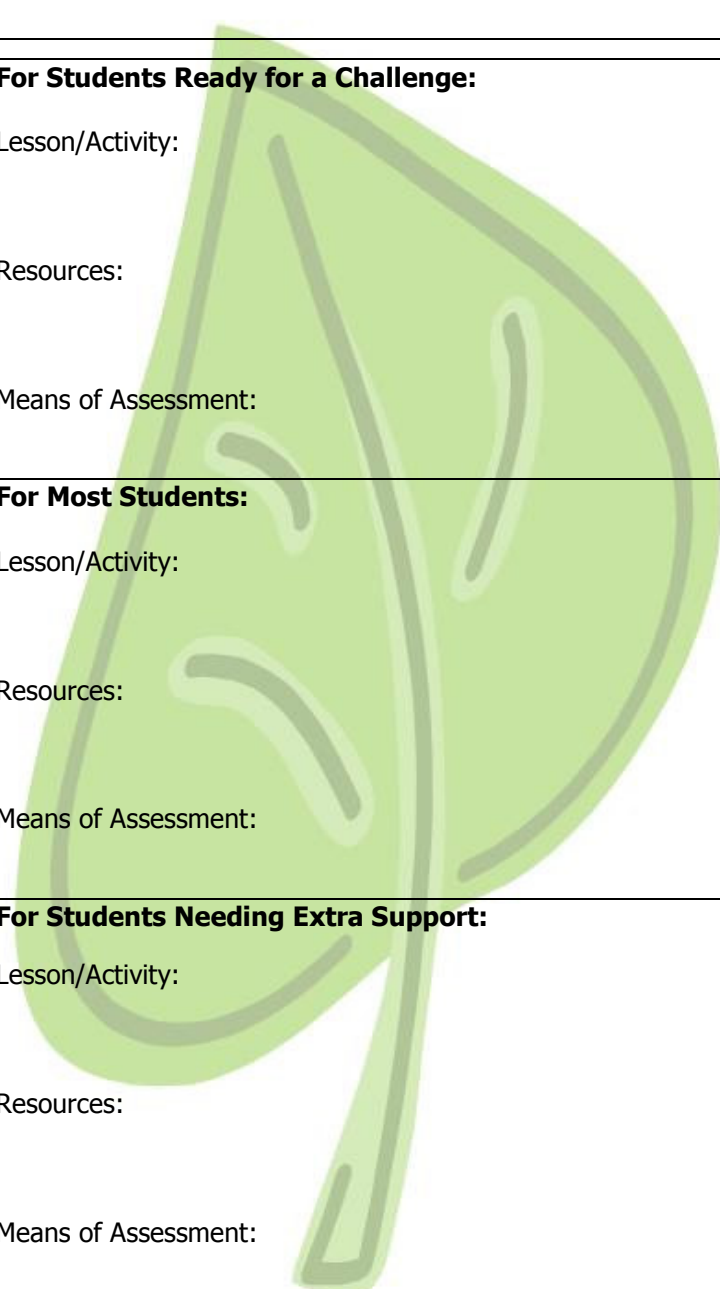 For Students Ready for a Challenge:
Lesson/Activity:
Resources:
Means of Assessment:
For Most Students:
Lesson/Activity:
Resources:
Means of Assessment:
For Students Needing Extra Support:
Lesson/Activity:
Resources:
Means of Assessment: